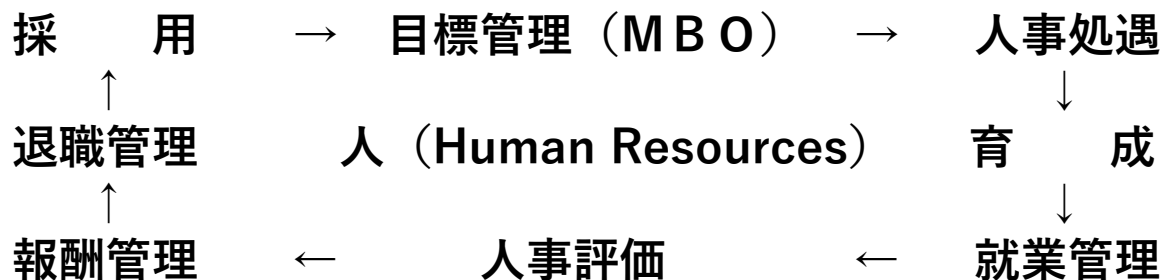 採　　用　　→　目標管理（ＭＢＯ）　→　　人事処遇
↑　　↓
退職管理　　　人（Human Resources）　　育　　成
↑　　↓
報酬管理　　←　　　人事評価　　　←　　就業管理